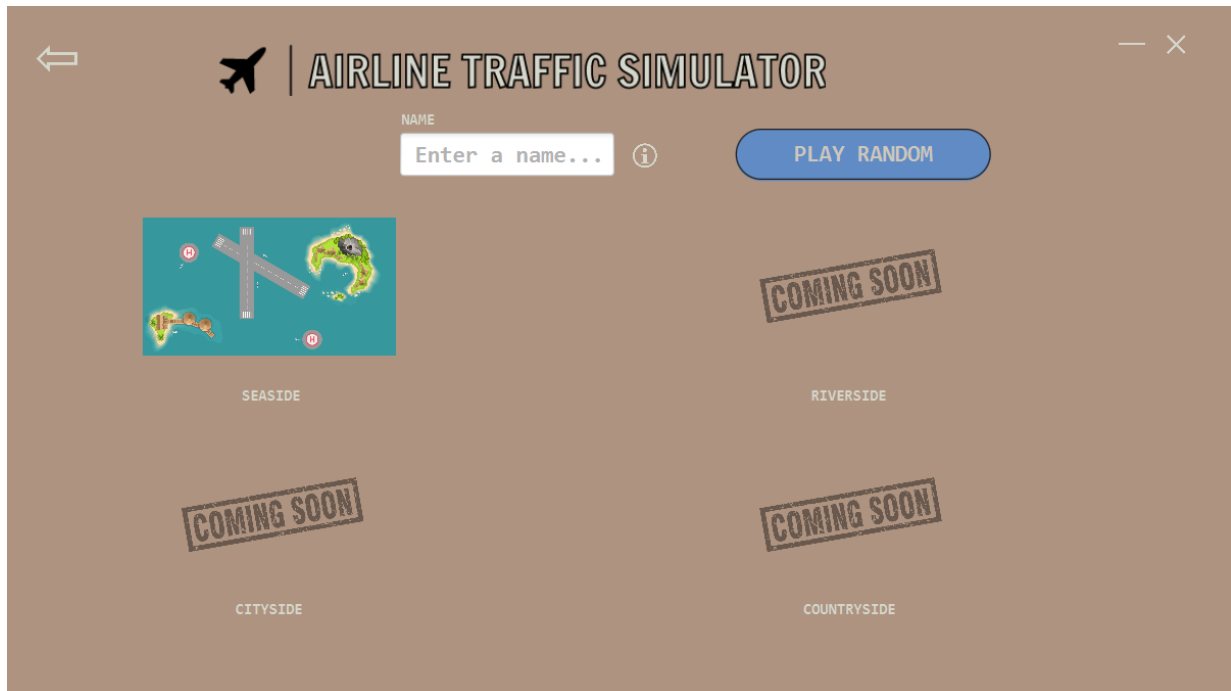 AIRLINE TRAFFIC SIMULATOR
NAME
Enter a name...
PLAY RANDOM
H
H
COMING SOON
SEASIDE
RIVERSIDE
COMING SOON
COMING SOON
CITYSIDE
COUNTRYSIDE